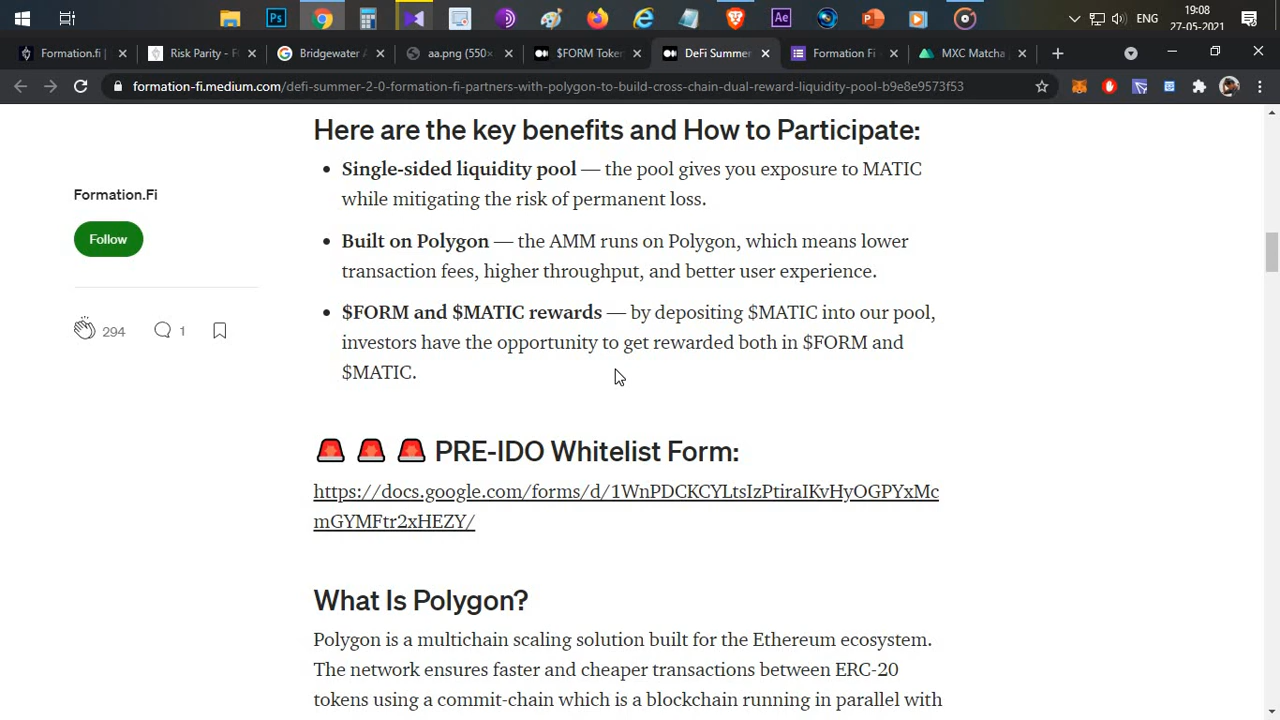 Ps
Ae
ENG
19:08
27-05-2021
Formation.fi |
Risk Parity - F
Bridgewater A
aa.png (550×
$FORM Token
DeFi Summer
Formation Fi
MXC Matcha
formation-fi.medium.com/defi-summer-2-0-formation-fi-partners-with-polygon-to-build-cross-chain-dual-reward-liquidity-pool-b9e8e9573f53
Here are the key benefits and How to Participate:
Formation.Fi
Follow
294
1
• Single-sided liquidity pool — the pool gives you exposure to MATIC
while mitigating the risk of permanent loss.
• Built on Polygon — the AMM runs on Polygon, which means lower
transaction fees, higher throughput, and better user experience.
• $FORM and $MATIC rewards — by depositing $MATIC into our pool,
investors have the opportunity to get rewarded both in $FORM and
$MATIC.
🚨 🚨 🚨 PRE-IDO Whitelist Form:
https://docs.google.com/forms/d/1WnPDCKCYLtsIzPtiraIKvHyOGPYxMc
mGYMFtr2xHEZY/
What Is Polygon?
Polygon is a multichain scaling solution built for the Ethereum ecosystem.
The network ensures faster and cheaper transactions between ERC-20
tokens using a commit-chain which is a blockchain running in parallel with